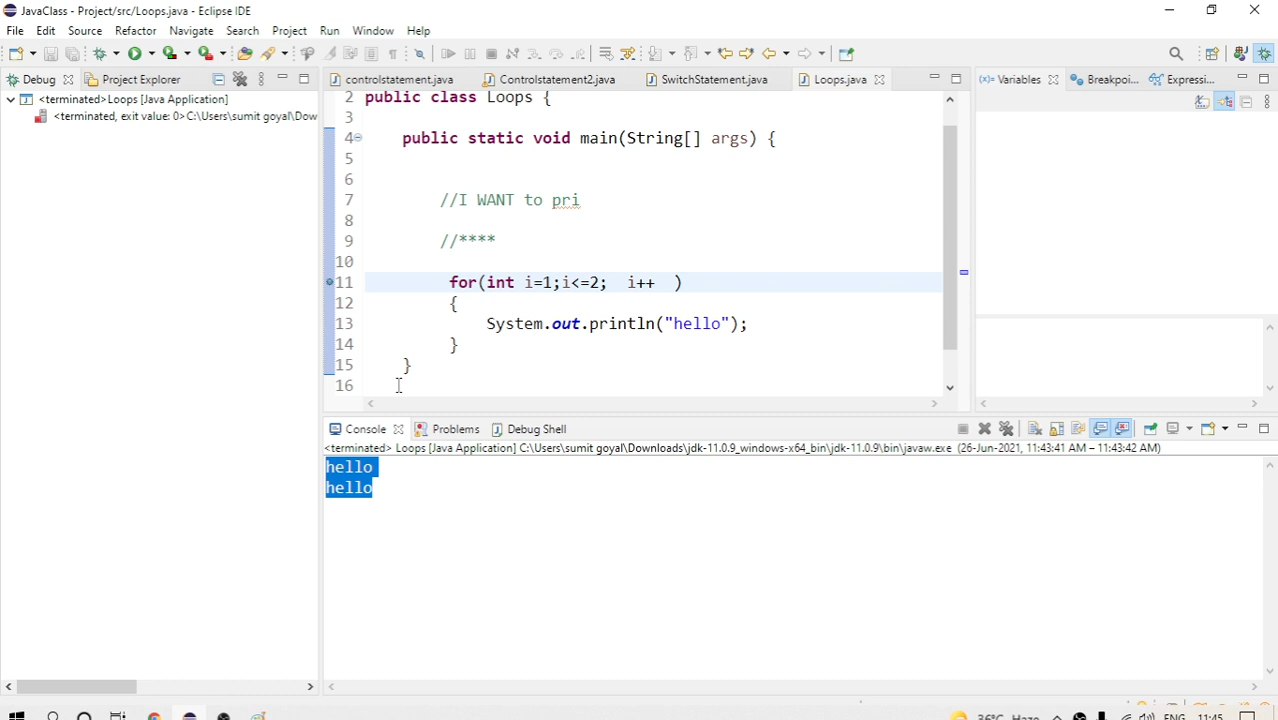 JavaClass - Project/src/Loops.java - Eclipse IDE
File Edit Source Refactor Navigate Search Project Run Window Help
Debug Project Explorer
<terminated>Loops [Java Application]
<terminated, exit value: 0>C:\Users\sumit goyal\Dow
controlstatement.java Controlstatement2.java SwitchStatement.java Loops.java
2 public class Loops {
3
4 public static void main(String[] args) {
5
6
7 //I WANT to pri
8
9 //****
10
11 for(int i=1;i<=2; i++ )
12 {
13 System.out.println("hello");
14 }
15 }
16
(x)= Variables Breakpoi... Expressi...
Console Problems Debug Shell
<terminated> Loops [Java Application] C:\Users\sumit goyal\Downloads\jdk-11.0.9_windows-x64_bin\jdk-11.0.9\bin\javaw.exe (26-Jun-2021, 11:43:41 AM – 11:43:42 AM)
hello
hello
36°C Haze ENG 11:45